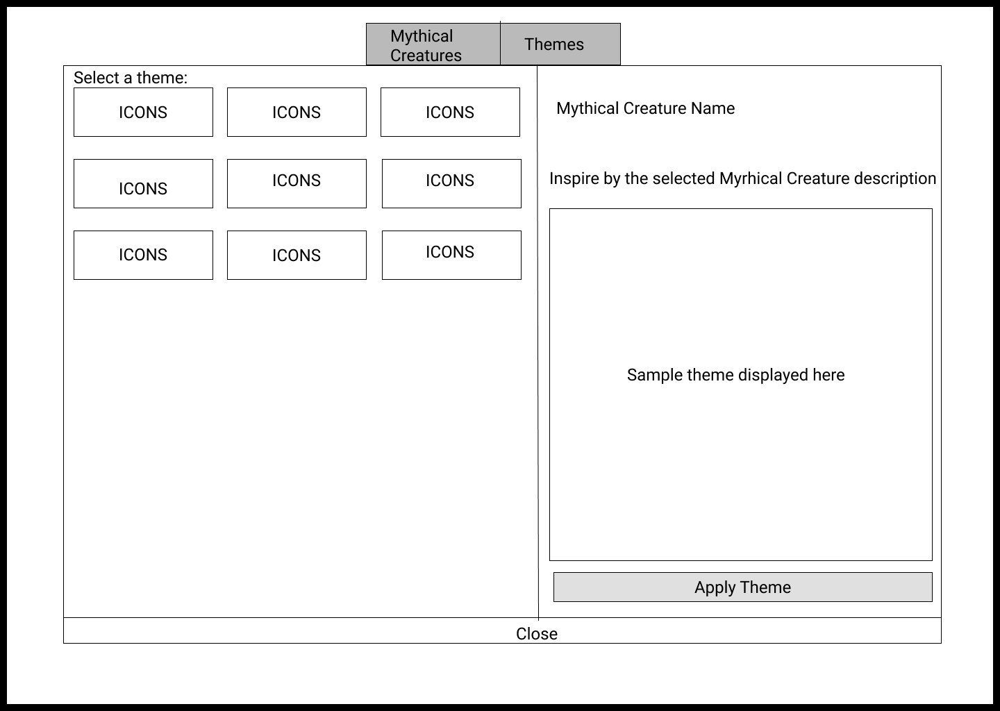 Mythical
Creatures
Themes
Select a theme:
ICONS
ICONS
ICONS
ICONS
ICONS
ICONS
ICONS
ICONS
ICONS
Mythical Creature Name
Inspire by the selected Myrhical Creature description
Sample theme displayed here
Apply Theme
Close